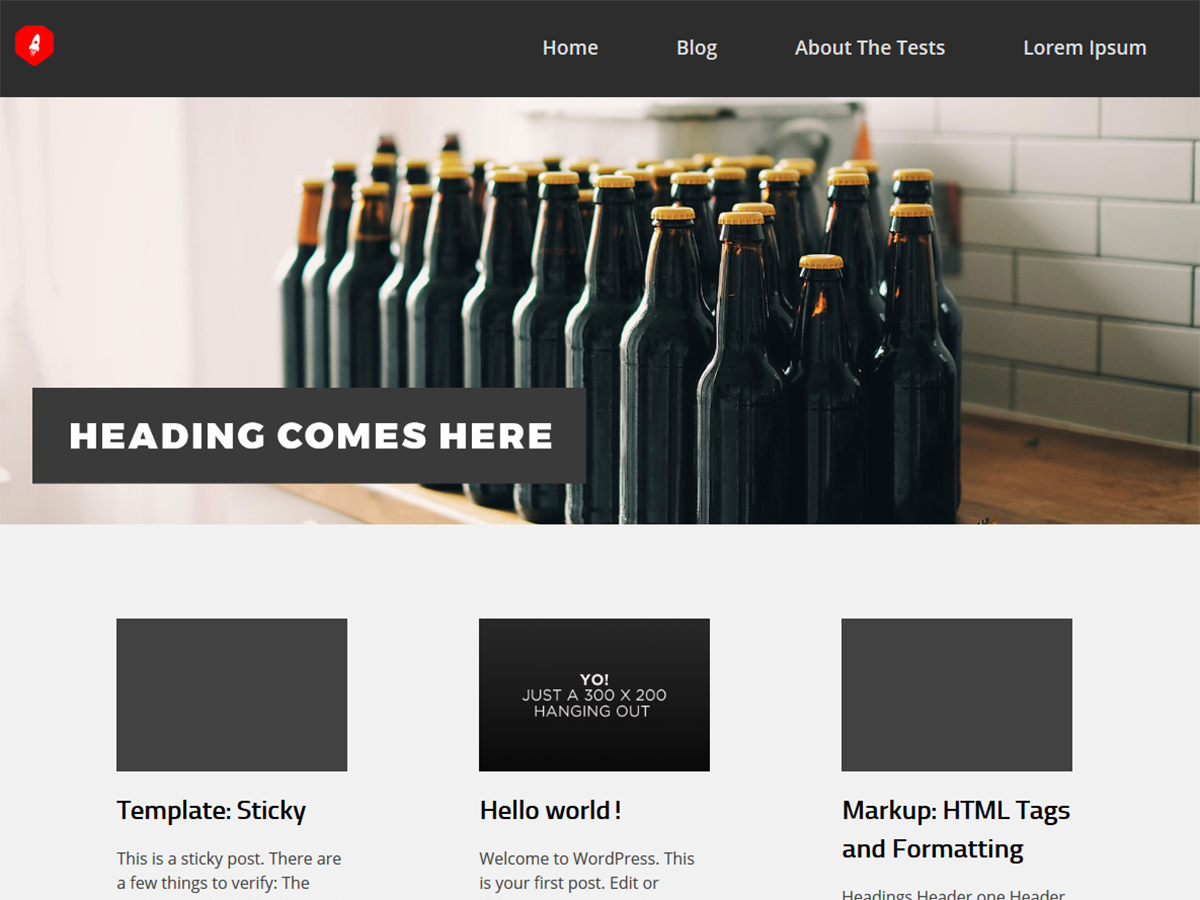 Home
Blog
About The Tests
Lorem Ipsum
HEADING COMES HERE
YO!
JUST A 300 X 200
HANGING OUT
Template: Sticky
This is a sticky post. There are
a few things to verify: The
Hello world !
Welcome to WordPress. This
is your first post. Edit or
Markup: HTML Tags
and Formatting
Headings Header one Header